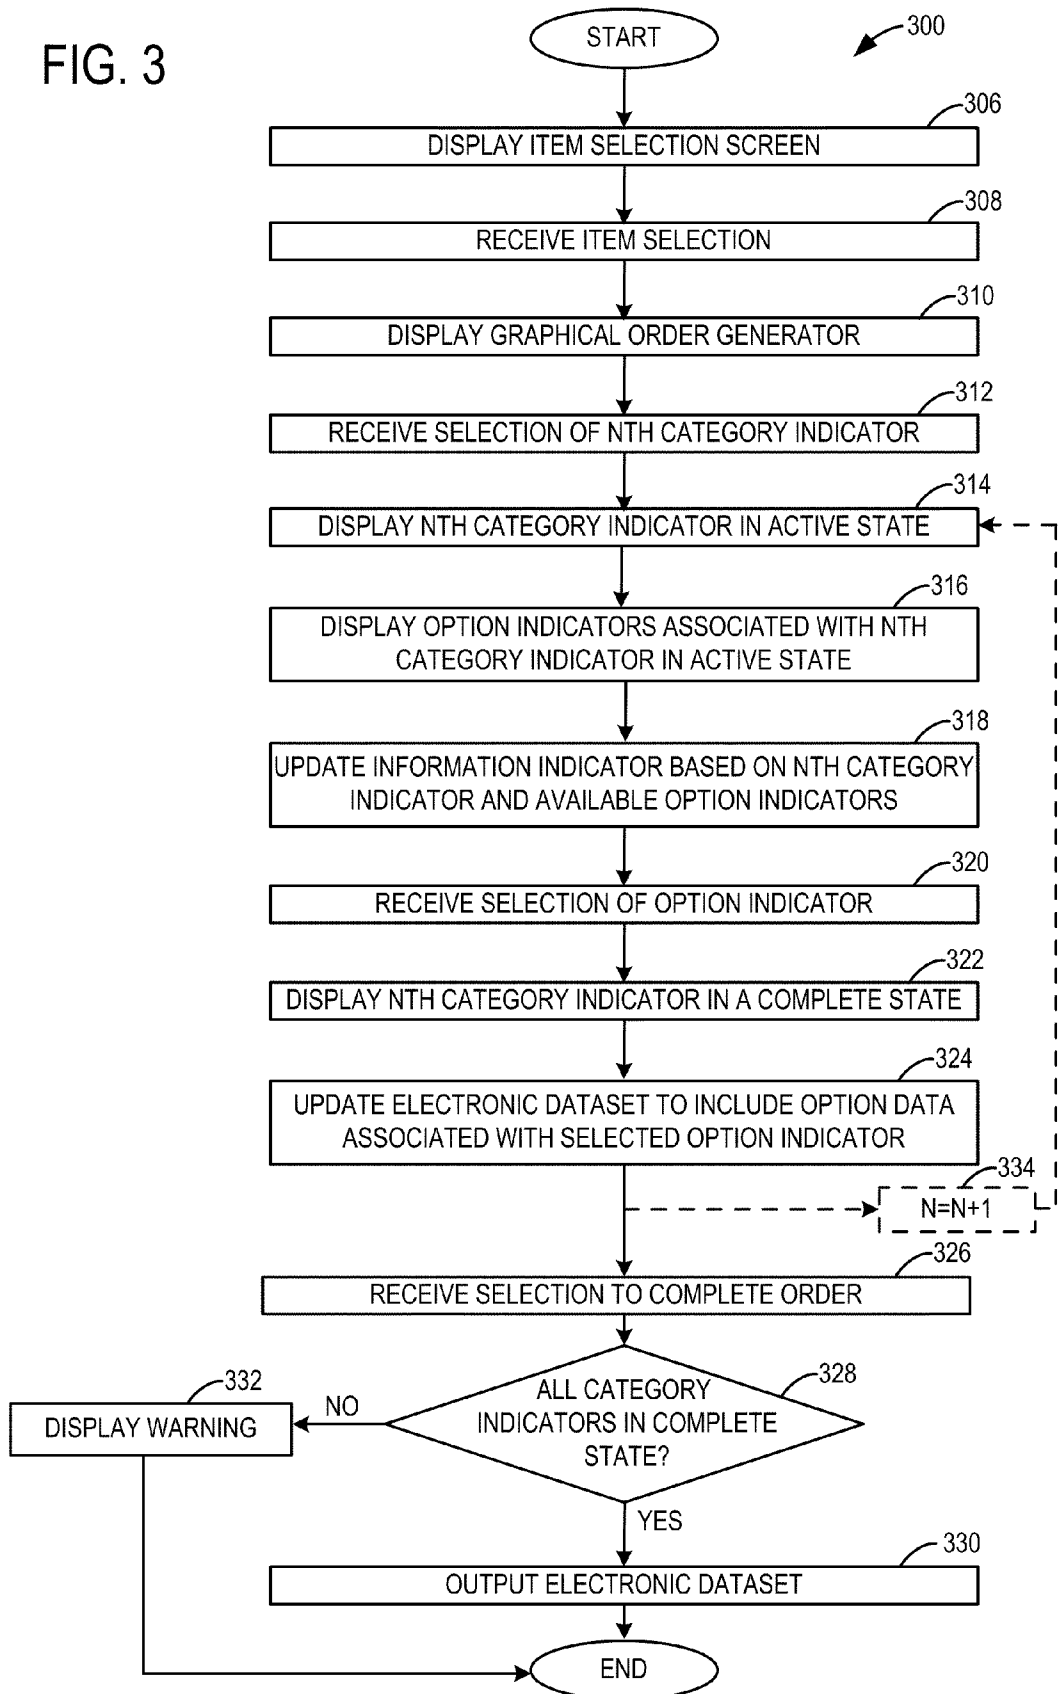 FIG. 3
START
300
306
DISPLAY ITEM SELECTION SCREEN
308
RECEIVE ITEM SELECTION
310
DISPLAY GRAPHICAL ORDER GENERATOR
312
RECEIVE SELECTION OF NTH CATEGORY INDICATOR
314
DISPLAY NTH CATEGORY INDICATOR IN ACTIVE STATE
316
DISPLAY OPTION INDICATORS ASSOCIATED WITH NTH
CATEGORY INDICATOR IN ACTIVE STATE
318
UPDATE INFORMATION INDICATOR BASED ON NTH CATEGORY
INDICATOR AND AVAILABLE OPTION INDICATORS
320
RECEIVE SELECTION OF OPTION INDICATOR
322
DISPLAY NTH CATEGORY INDICATOR IN A COMPLETE STATE
324
UPDATE ELECTRONIC DATASET TO INCLUDE OPTION DATA
ASSOCIATED WITH SELECTED OPTION INDICATOR
334
N=N+1
326
RECEIVE SELECTION TO COMPLETE ORDER
328
ALL CATEGORY
INDICATORS IN COMPLETE
STATE?
NO
332
DISPLAY WARNING
YES
330
OUTPUT ELECTRONIC DATASET
END